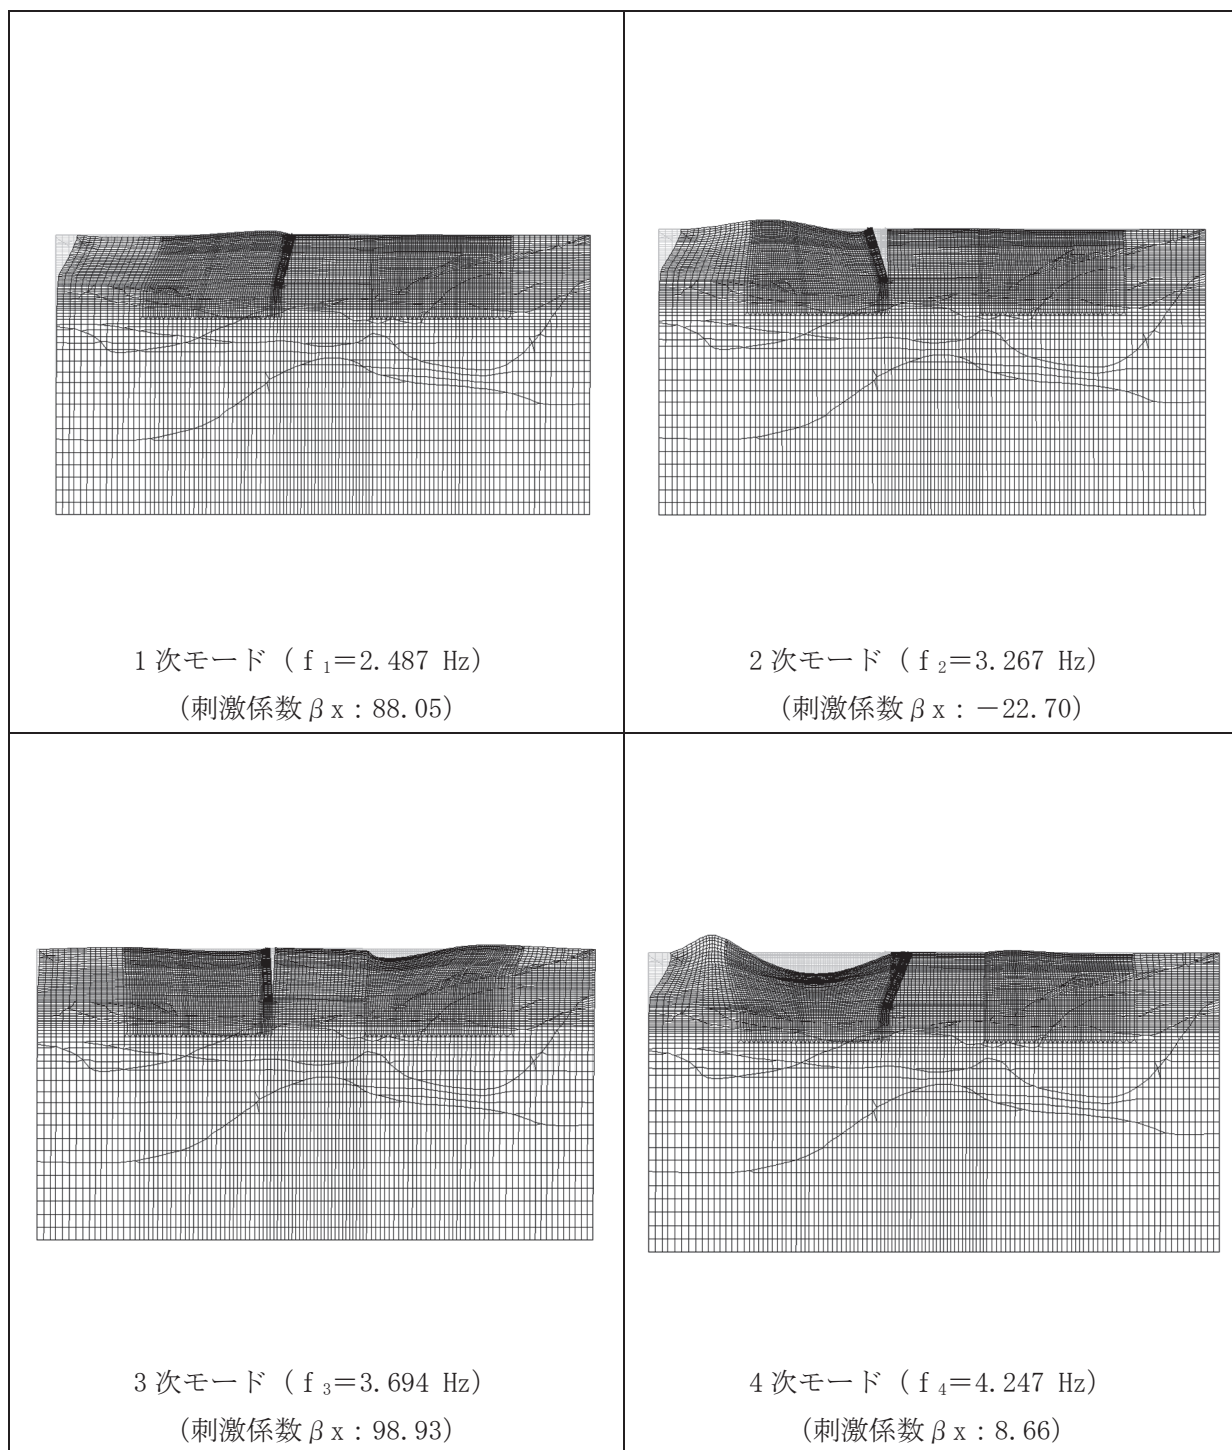 1次モード（f₁＝2.487 Hz）
（刺激係数βx：88.05）
2次モード（f₂＝3.267 Hz）
（刺激係数βx：－22.70）
3次モード（f₃＝3.694 Hz）
（刺激係数βx：98.93）
4次モード（f₄＝4.247 Hz）
（刺激係数βx：8.66）